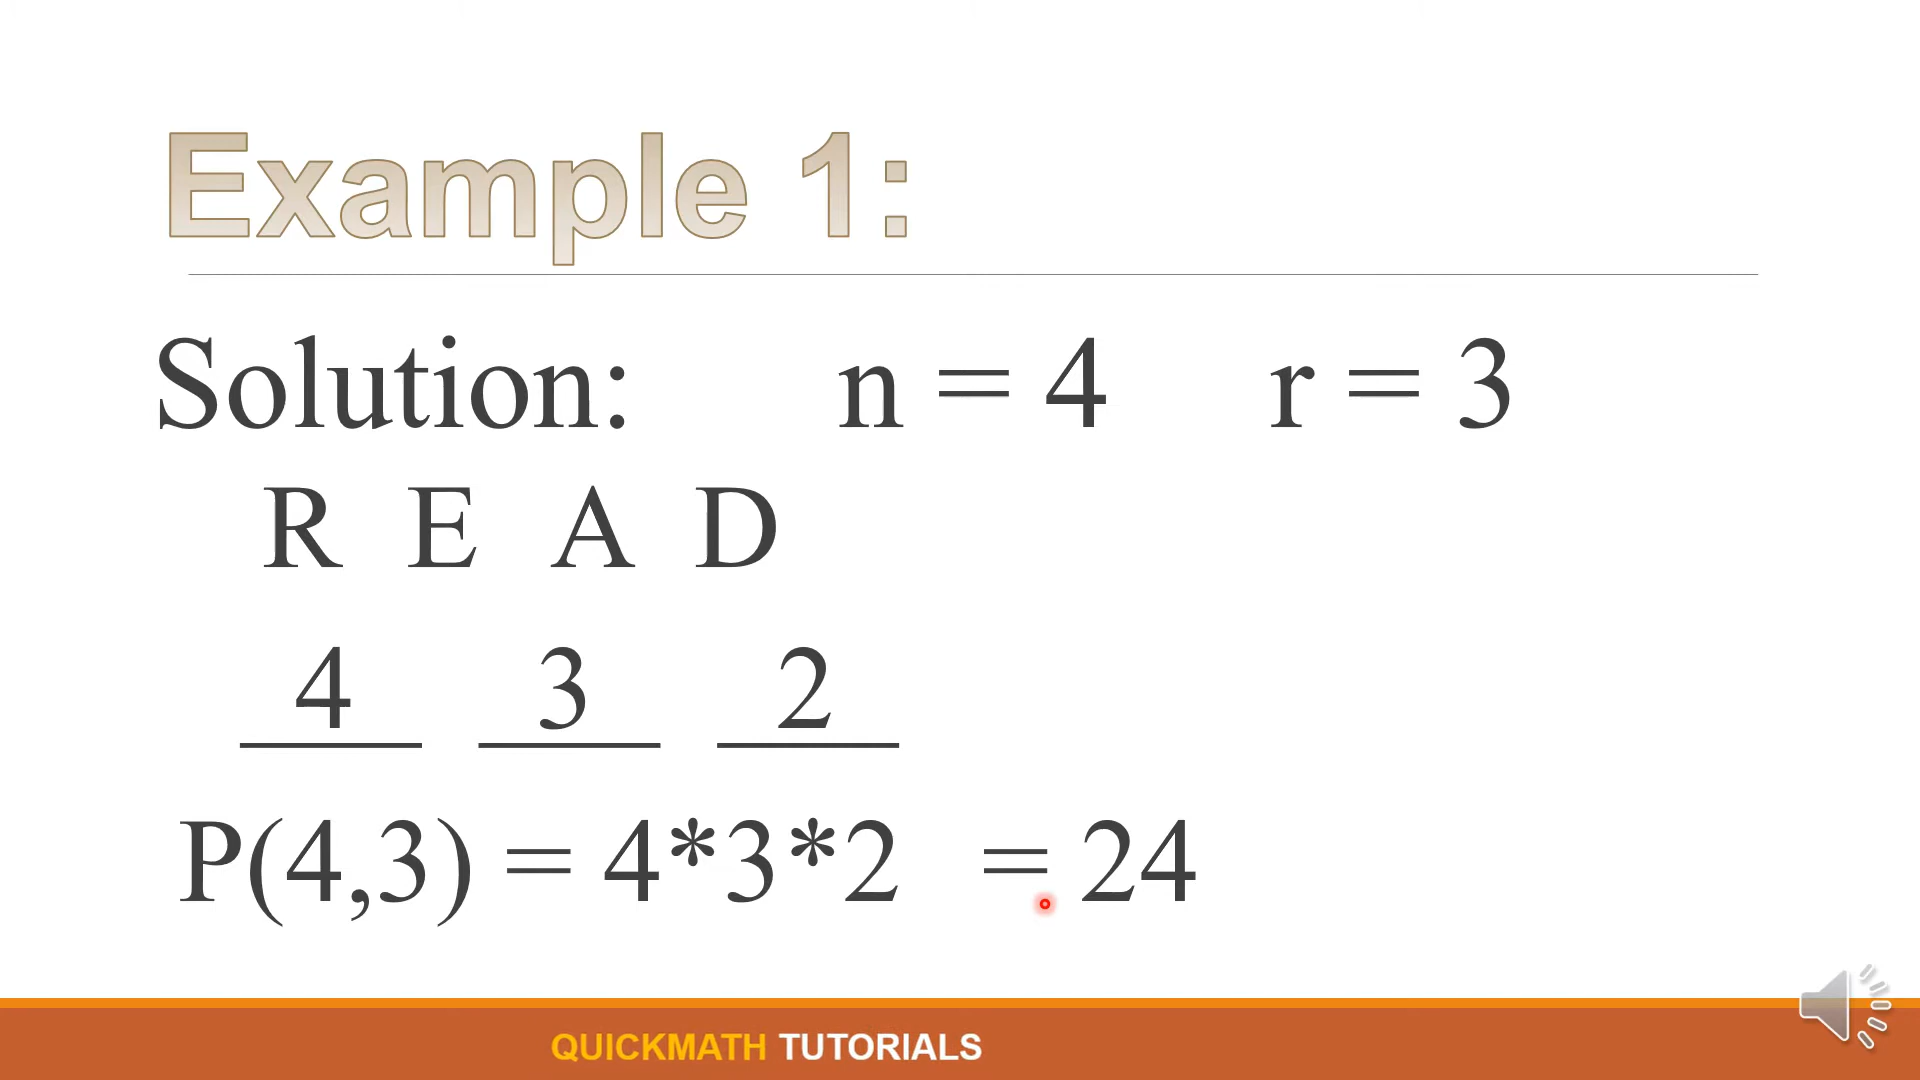 Example 1:
Solution: n = 4 r = 3
R E A D
4 3 2
P(4,3) = 4*3*2 = 24
QUICKMATH TUTORIALS